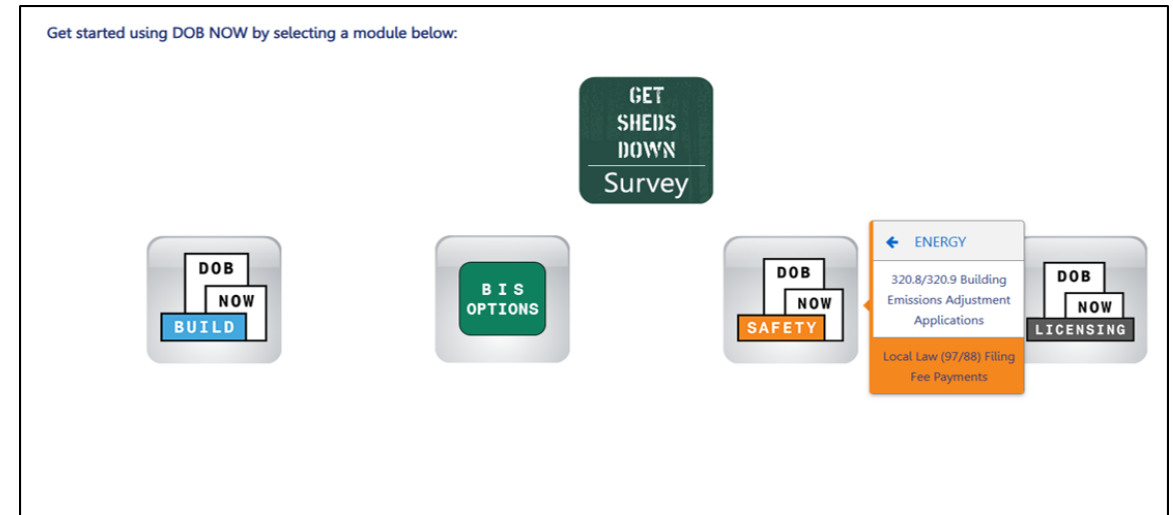 Get started using DOB NOW by selecting a module below:
GET
SHEDS
DOWN
Survey
DOB
NOW
BUILD
BIS
OPTIONS
DOB
NOW
SAFETY
ENERGY
320.8/320.9 Building
Emissions Adjustment
Applications
Local Law (97/88) Filing
Fee Payments
DOB
NOW
LICENSING